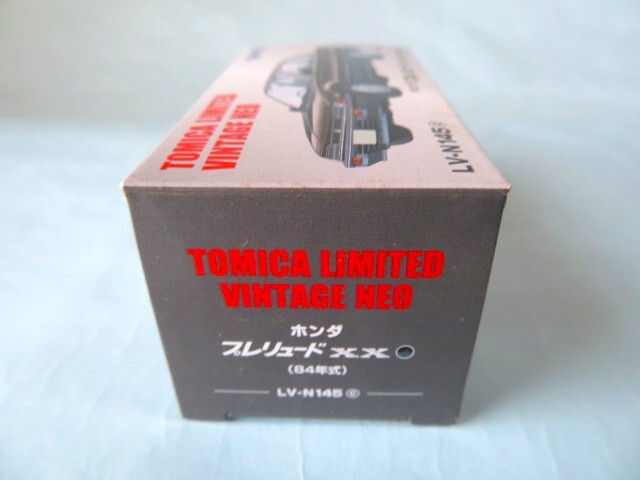 TOMICA LIMITED
VINTAGE NEO
LV-N145
TOMICA LIMITED
VINTAGE NEO
ホンダ
プレリュード XX
(84年式)
LV-N145